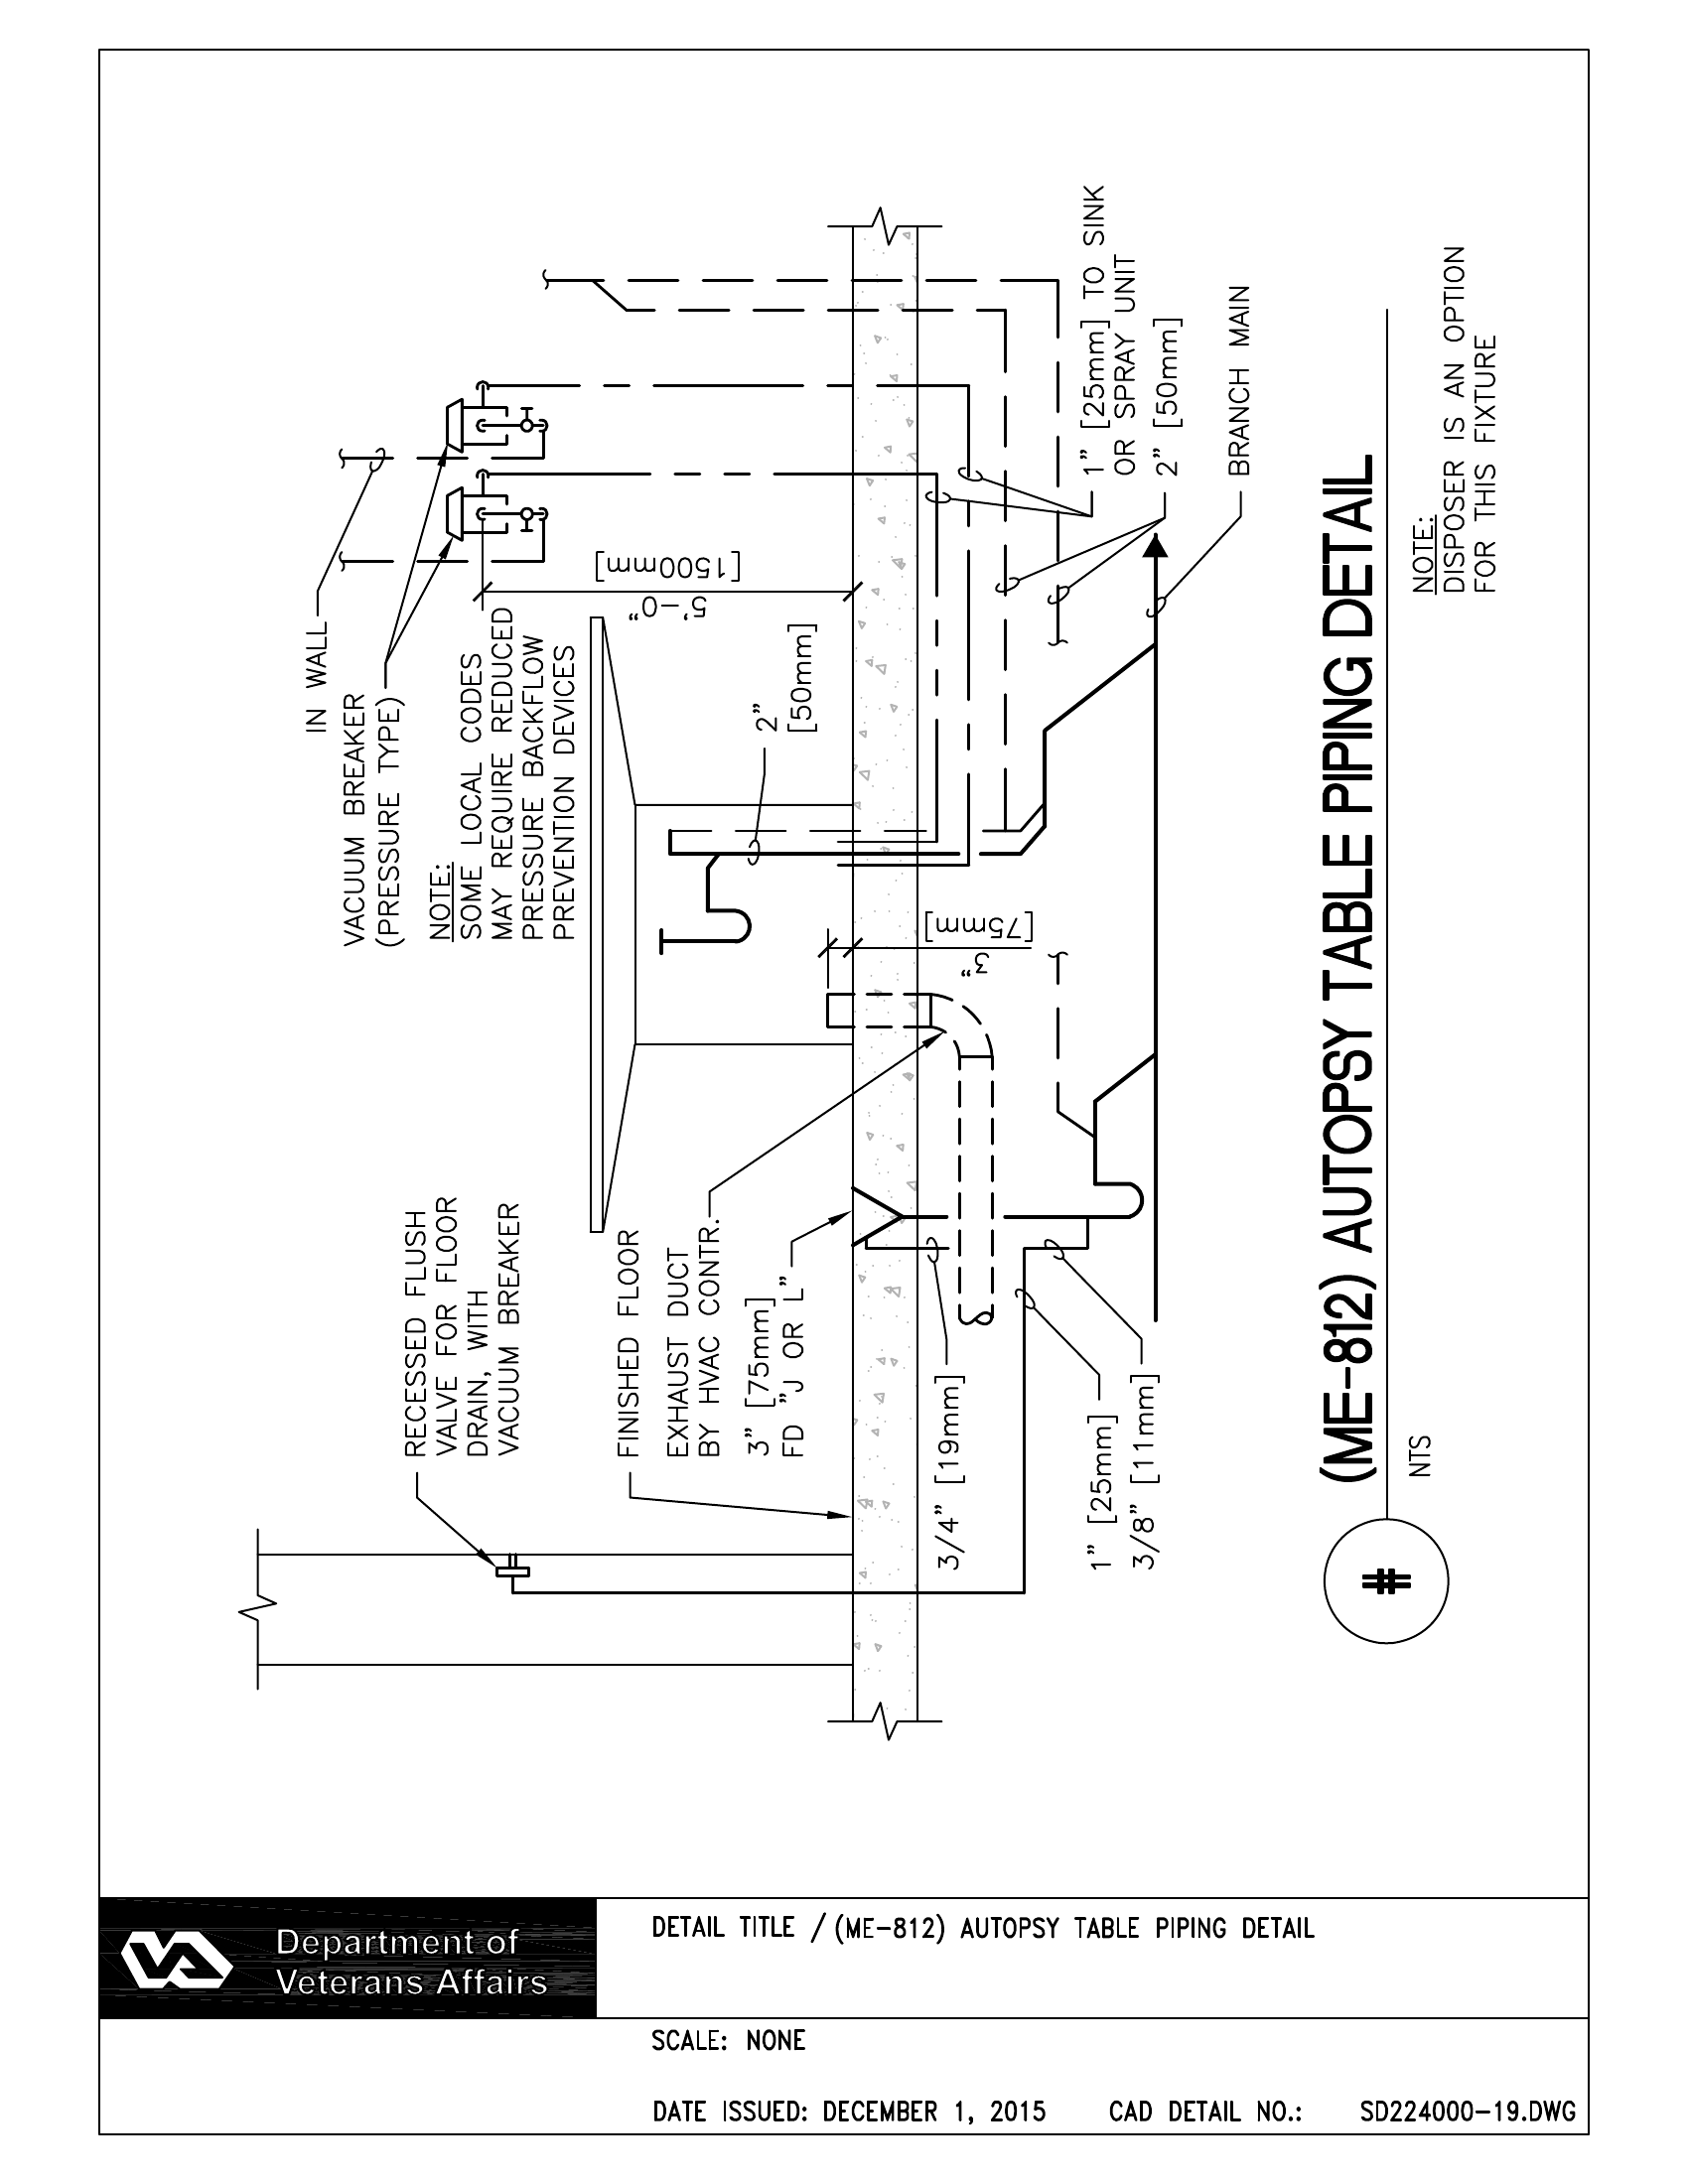 IN WALL
VACUUM BREAKER
(PRESSURE TYPE)
NOTE:
SOME LOCAL CODES
MAY REQUIRE REDUCED
PRESSURE BACKFLOW
PREVENTION DEVICES
5'-0"
[1500mm]
2"
[50mm]
3"
[75mm]
RECESSED FLUSH
VALVE FOR FLOOR
DRAIN, WITH
VACUUM BREAKER
FINISHED FLOOR
EXHAUST DUCT
BY HVAC CONTR.
3" [75mm]
FD "J OR L"
3/4" [19mm]
1" [25mm]
3/8" [11mm]
1" [25mm] TO SINK
OR SPRAY UNIT
2" [50mm]
BRANCH MAIN
#
(ME-812) AUTOPSY TABLE PIPING DETAIL
NTS
NOTE:
DISPOSER IS AN OPTION
FOR THIS FIXTURE
VA
Department of
Veterans Affairs
DETAIL TITLE / (ME-812) AUTOPSY TABLE PIPING DETAIL
SCALE: NONE
DATE ISSUED: DECEMBER 1, 2015 CAD DETAIL NO.: SD224000-19.DWG